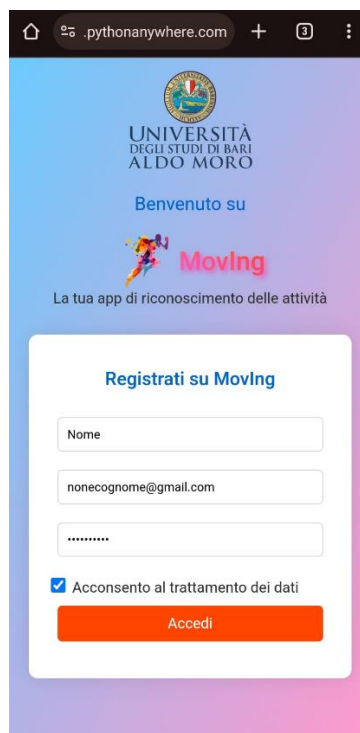 .pythonanywhere.com
3
UNIVERSITÀ
DEGLI STUDI DI BARI
ALDO MORO
Benvenuto su
MovIng
La tua app di riconoscimento delle attività
Registrati su MovIng
Nome
nonecognome@gmail.com
••••••••••
Acconsento al trattamento dei dati
Accedi